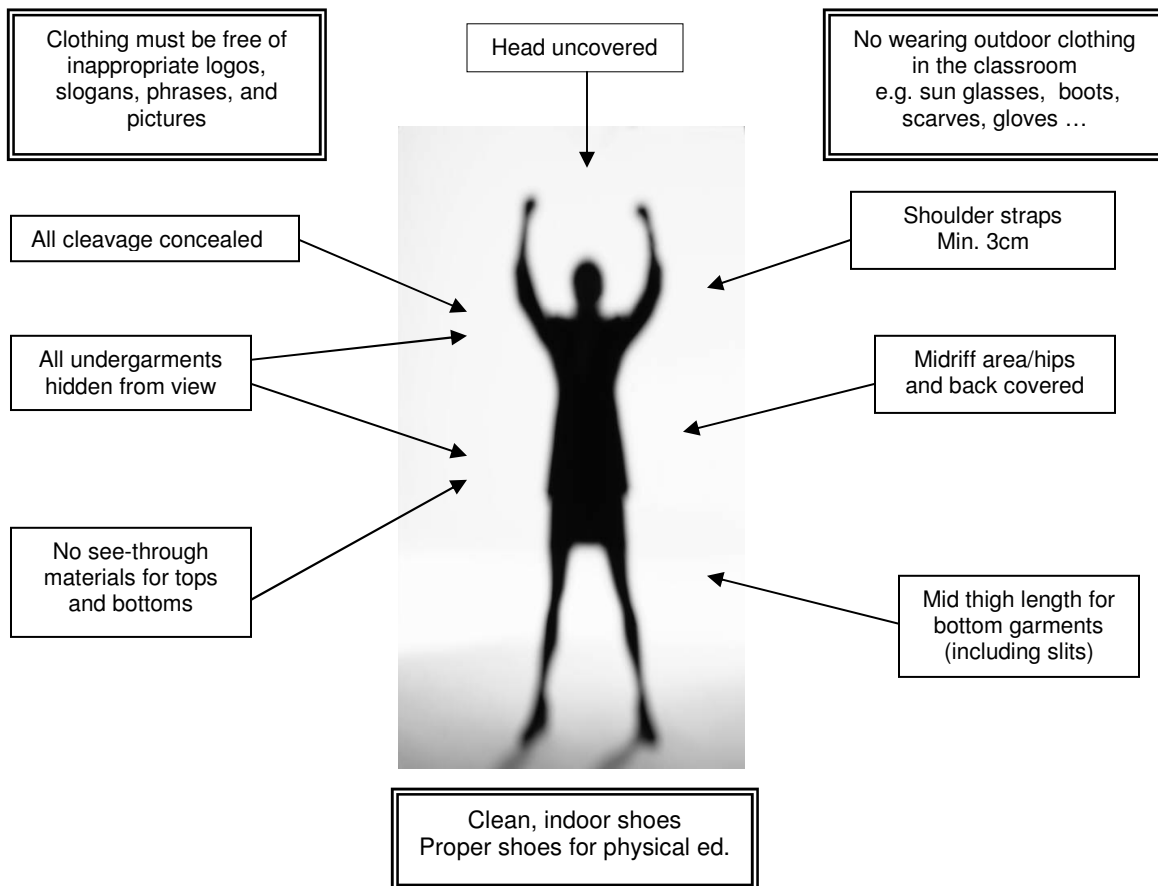 Clothing must be free of
inappropriate logos,
slogans, phrases, and
pictures
Head uncovered
No wearing outdoor clothing
in the classroom
e.g. sun glasses, boots,
scarves, gloves …
All cleavage concealed
Shoulder straps
Min. 3cm
All undergarments
hidden from view
Midriff area/hips
and back covered
No see-through
materials for tops
and bottoms
Mid thigh length for
bottom garments
(including slits)
Clean, indoor shoes
Proper shoes for physical ed.